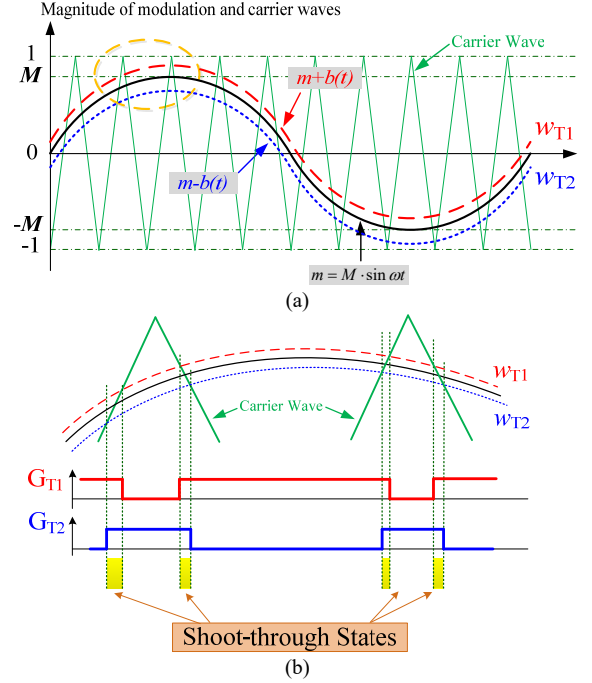 Magnitude of modulation and carrier waves
1
M
0
-M
-1
Carrier Wave
m+b(t)
m-b(t)
wT1
wT2
m = M · sin ωt
(a)
wT1
wT2
Carrier Wave
GT1
GT2
Shoot-through States
(b)